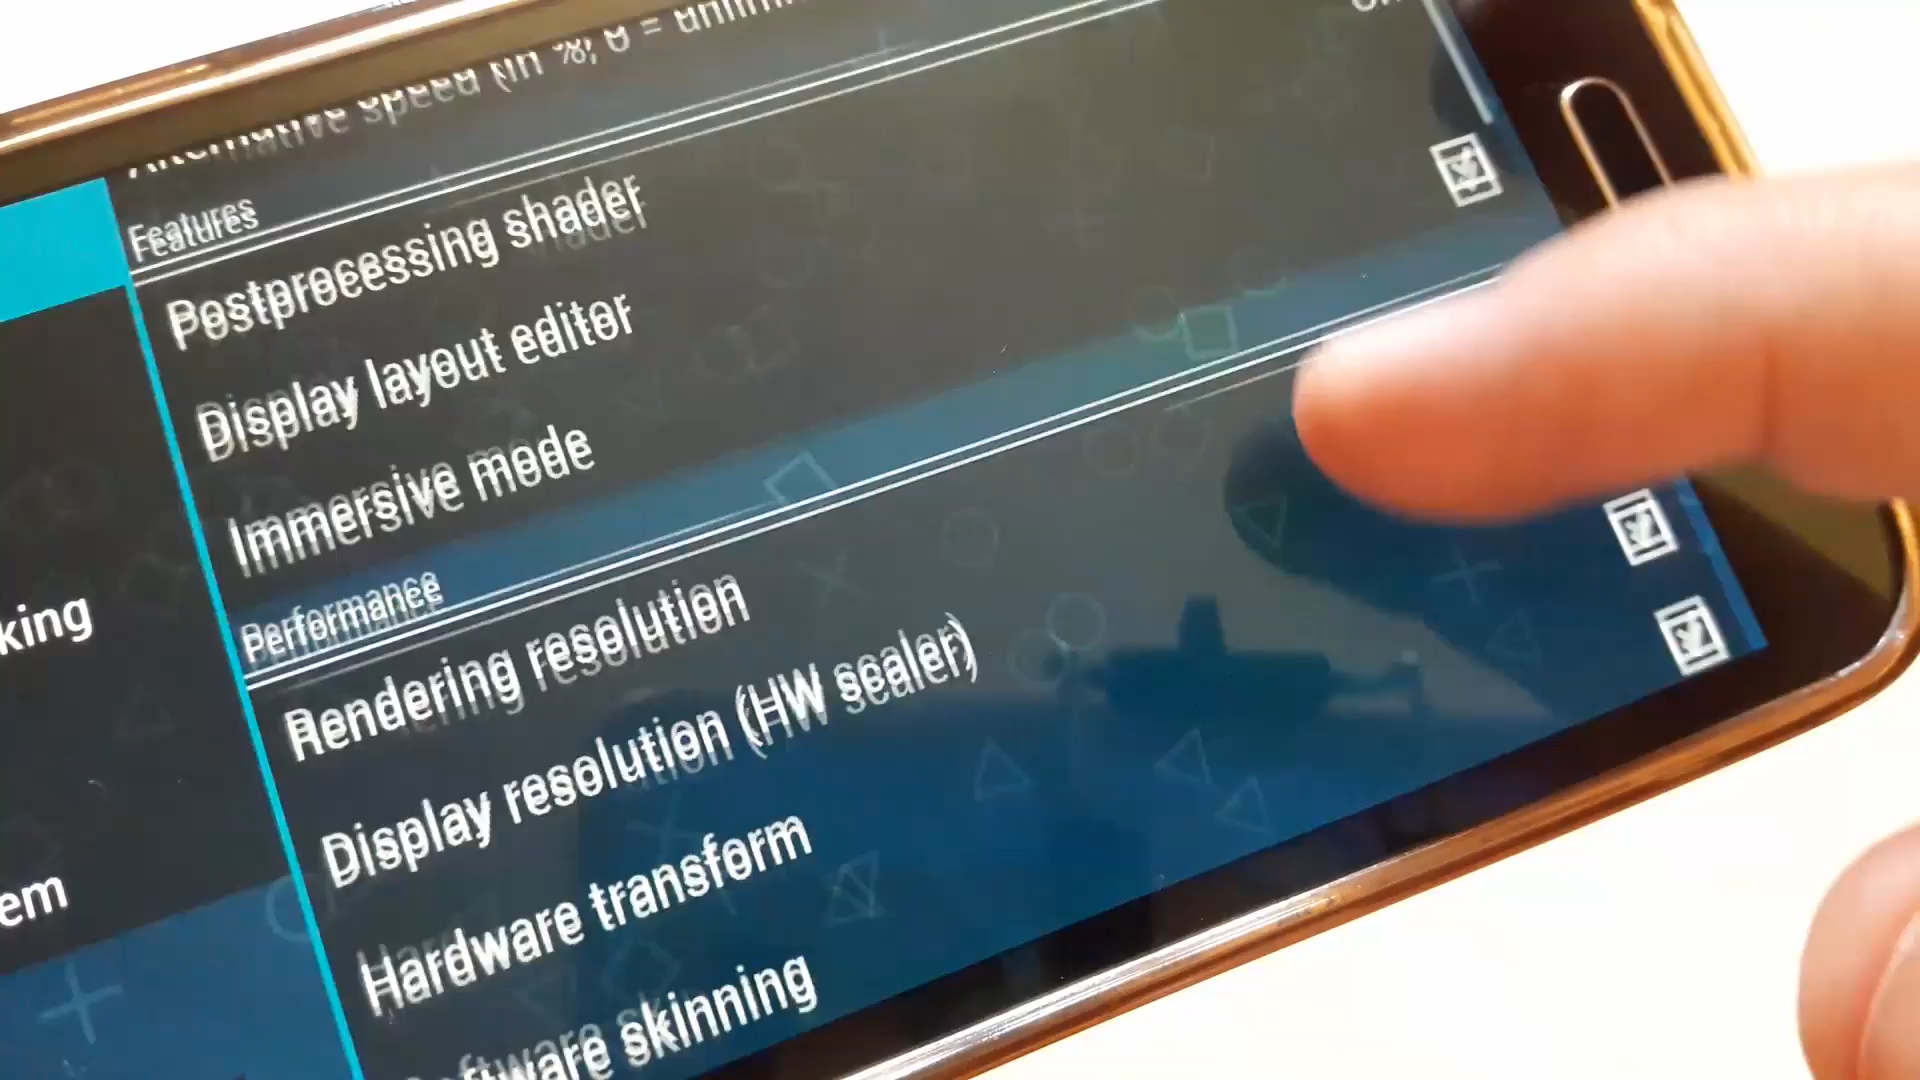 Alternative speed (in %, 0 =
Features
Postprocessing shader
Display layout editor
Immersive mode
Performance
Rendering resolution
Display resolution (HW scaler)
Hardware transform
Software skinning
king
em